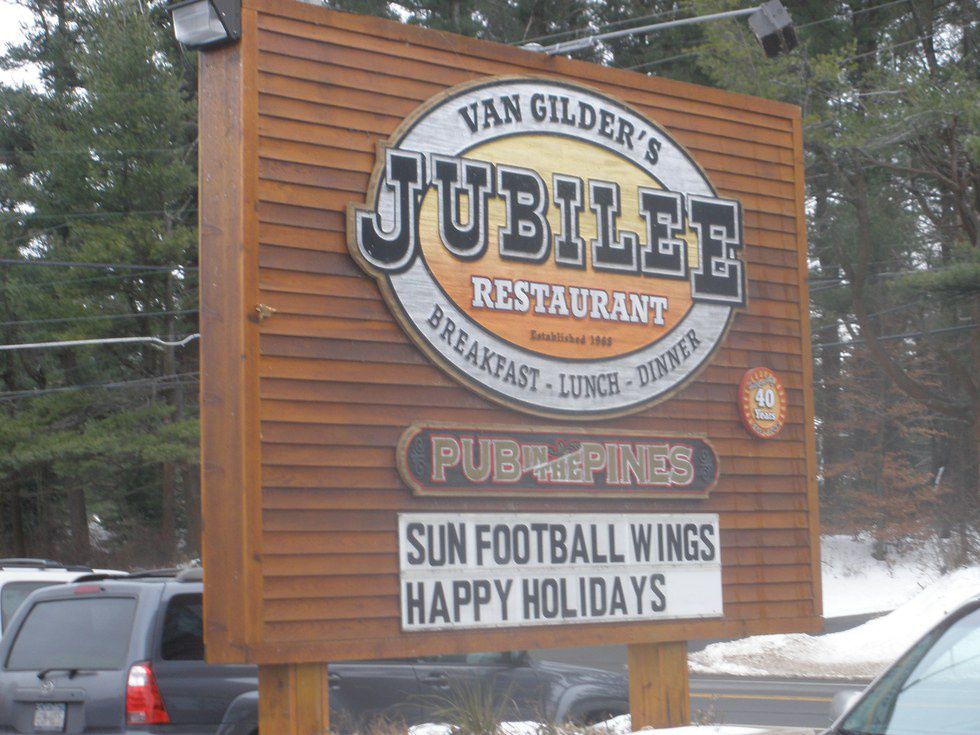 VAN GILDER'S
JUBILEE
RESTAURANT
Established 1968
BREAKFAST - LUNCH - DINNER
40
Years
PUB IN THE PINES
SUN FOOTBALL WINGS
HAPPY HOLIDAYS